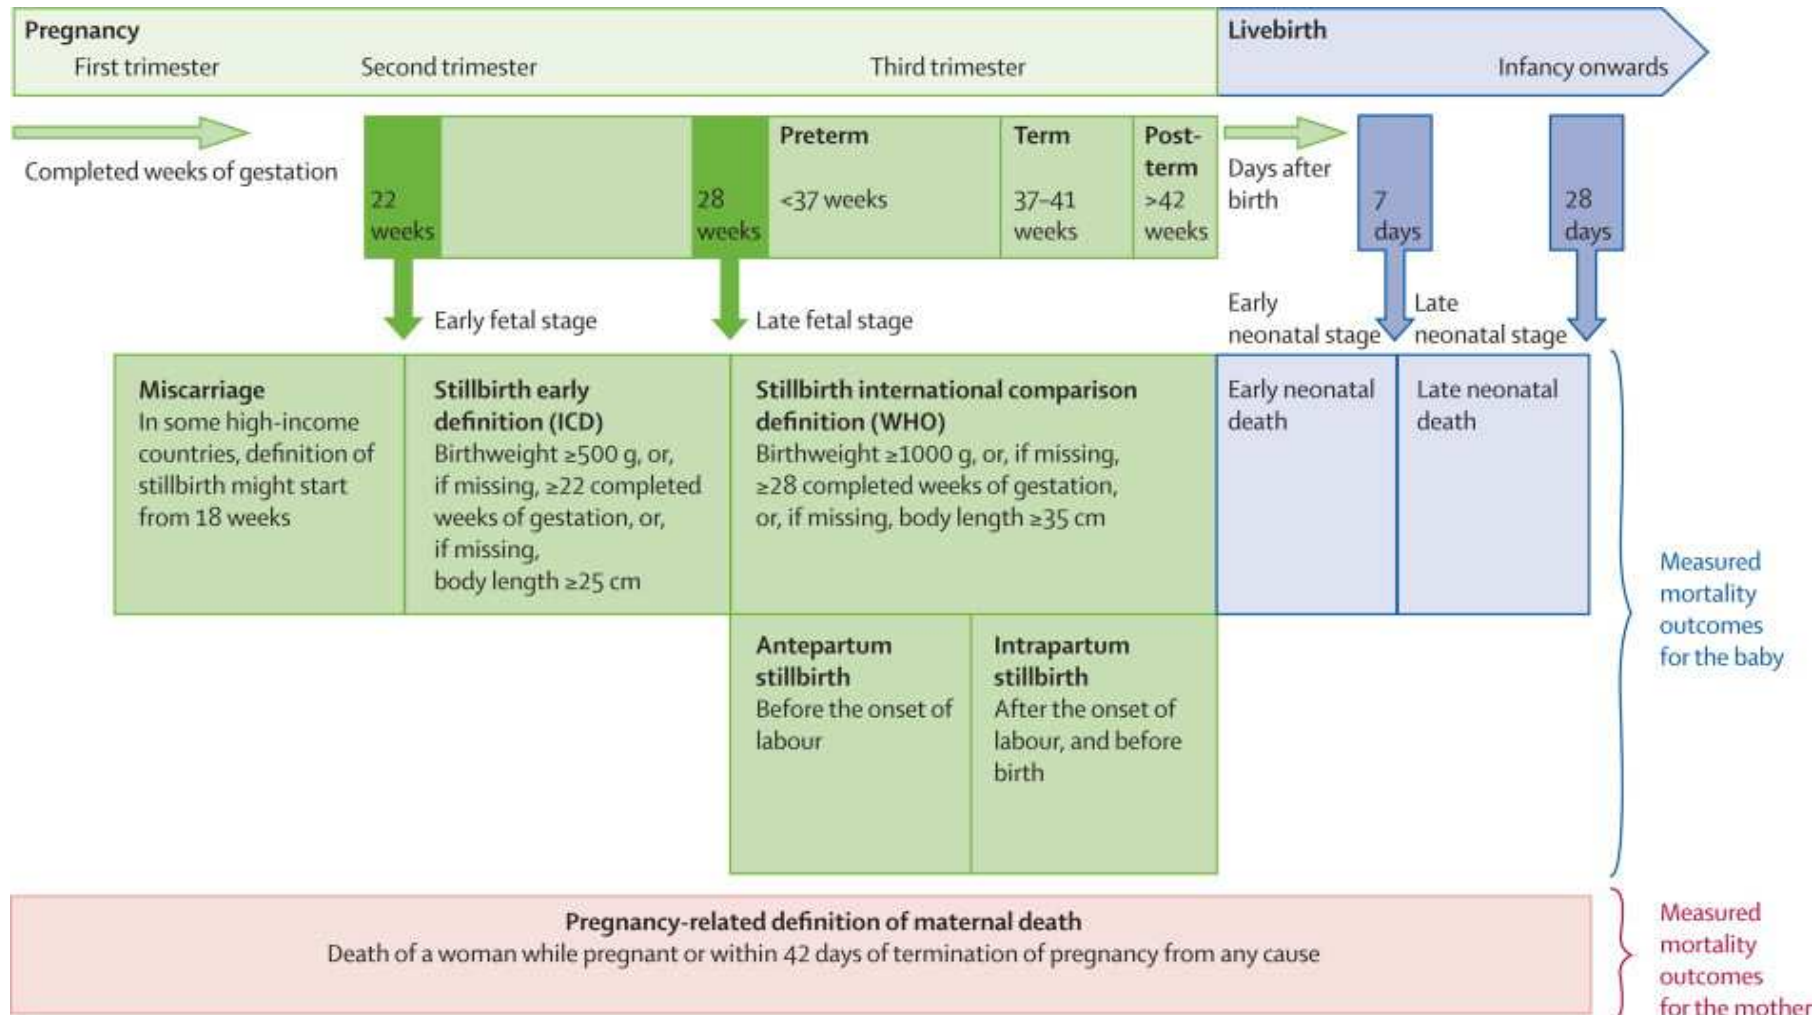 Pregnancy
First trimester
Second trimester
Third trimester
Livebirth
Infancy onwards
Completed weeks of gestation
22
weeks
28
weeks
Preterm
<37 weeks
Term
37–41
weeks
Post-
term
>42
weeks
Days after
birth
7
days
28
days
Early fetal stage
Late fetal stage
Early
neonatal stage
Late
neonatal stage
Miscarriage
In some high-income
countries, definition of
stillbirth might start
from 18 weeks
Stillbirth early
definition (ICD)
Birthweight ≥500 g, or,
if missing, ≥22 completed
weeks of gestation, or,
if missing,
body length ≥25 cm
Stillbirth international comparison
definition (WHO)
Birthweight ≥1000 g, or, if missing,
≥28 completed weeks of gestation,
or, if missing, body length ≥35 cm
Early neonatal
death
Late neonatal
death
Antepartum
stillbirth
Before the onset of
labour
Intrapartum
stillbirth
After the onset of
labour, and before
birth
Measured
mortality
outcomes
for the baby
Pregnancy-related definition of maternal death
Death of a woman while pregnant or within 42 days of termination of pregnancy from any cause
Measured
mortality
outcomes
for the mother